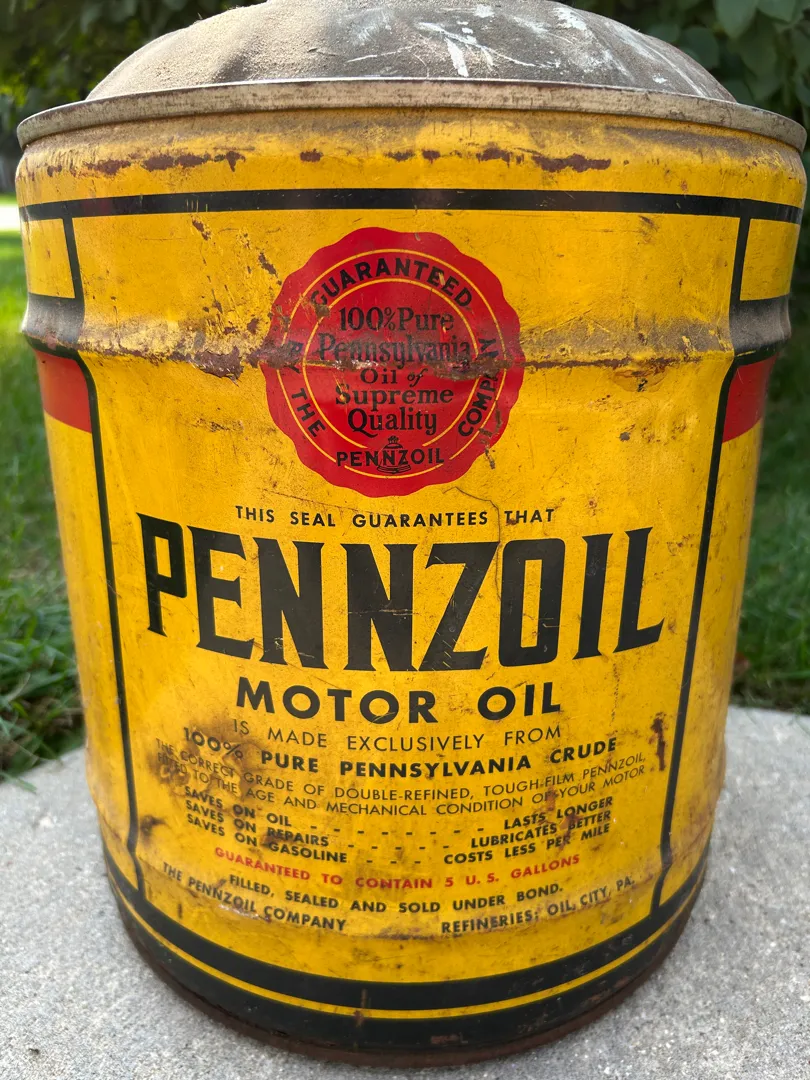 GUARANTEED
BY THE
100% Pure
Pennsylvania
Oil of
Supreme
Quality
COMPANY
PENNZOIL
THIS SEAL GUARANTEES THAT
PENNZOIL
MOTOR OIL
IS MADE EXCLUSIVELY FROM
100% PURE PENNSYLVANIA CRUDE
THE CORRECT GRADE OF DOUBLE-REFINED, TOUGH-FILM PENNZOIL,
TO THE AGE AND MECHANICAL CONDITION OF YOUR MOTOR
SAVES ON OIL - - - - - - - LASTS LONGER
SAVES ON REPAIRS - - - - - LUBRICATES BETTER
SAVES ON GASOLINE - - - COSTS LESS PER MILE
GUARANTEED TO CONTAIN 5 U. S. GALLONS
FILLED, SEALED AND SOLD UNDER BOND.
THE PENNZOIL COMPANY REFINERIES: OIL CITY, PA.